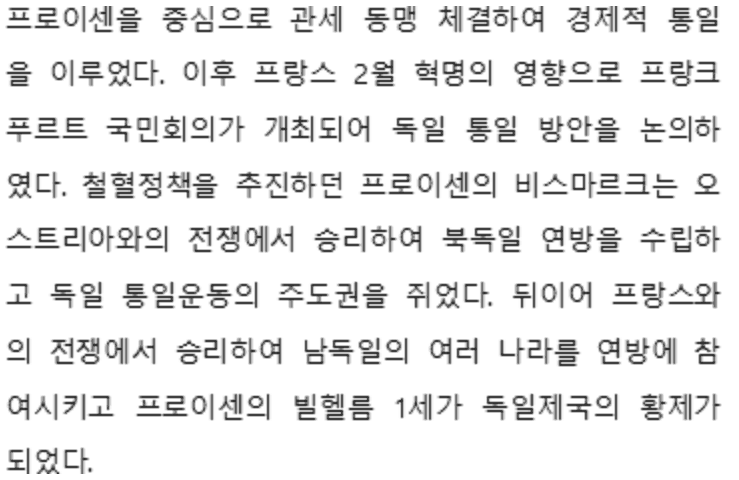 프로이센을 중심으로 관세 동맹 체결하여 경제적 통일
을 이루었다. 이후 프랑스 2월 혁명의 영향으로 프랑크
푸르트 국민회의가 개최되어 독일 통일 방안을 논의하
였다. 철혈정책을 추진하던 프로이센의 비스마르크는 오
스트리아와의 전쟁에서 승리하여 북독일 연방을 수립하
고 독일 통일운동의 주도권을 쥐었다. 뒤이어 프랑스와
의 전쟁에서 승리하여 남독일의 여러 나라를 연방에 참
여시키고 프로이센의 빌헬름 1세가 독일제국의 황제가
되었다.